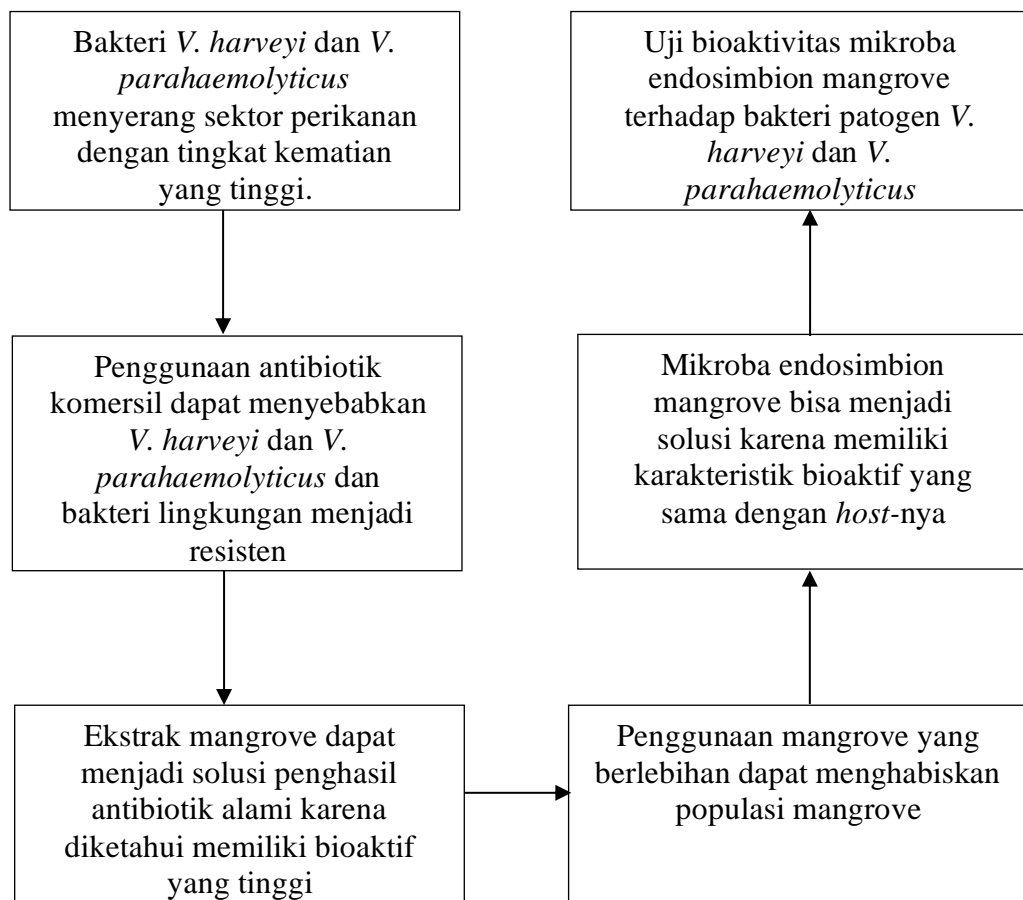 Bakteri V. harveyi dan V.
parahaemolyticus
menyerang sektor perikanan
dengan tingkat kematian
yang tinggi.
Penggunaan antibiotik
komersil dapat menyebabkan
V. harveyi dan V.
parahaemolyticus dan
bakteri lingkungan menjadi
resisten
Ekstrak mangrove dapat
menjadi solusi penghasil
antibiotik alami karena
diketahui memiliki bioaktif
yang tinggi
Penggunaan mangrove yang
berlebihan dapat menghabiskan
populasi mangrove
Mikroba endosimbion
mangrove bisa menjadi
solusi karena memiliki
karakteristik bioaktif yang
sama dengan host-nya
Uji bioaktivitas mikroba
endosimbion mangrove
terhadap bakteri patogen V.
harveyi dan V.
parahaemolyticus